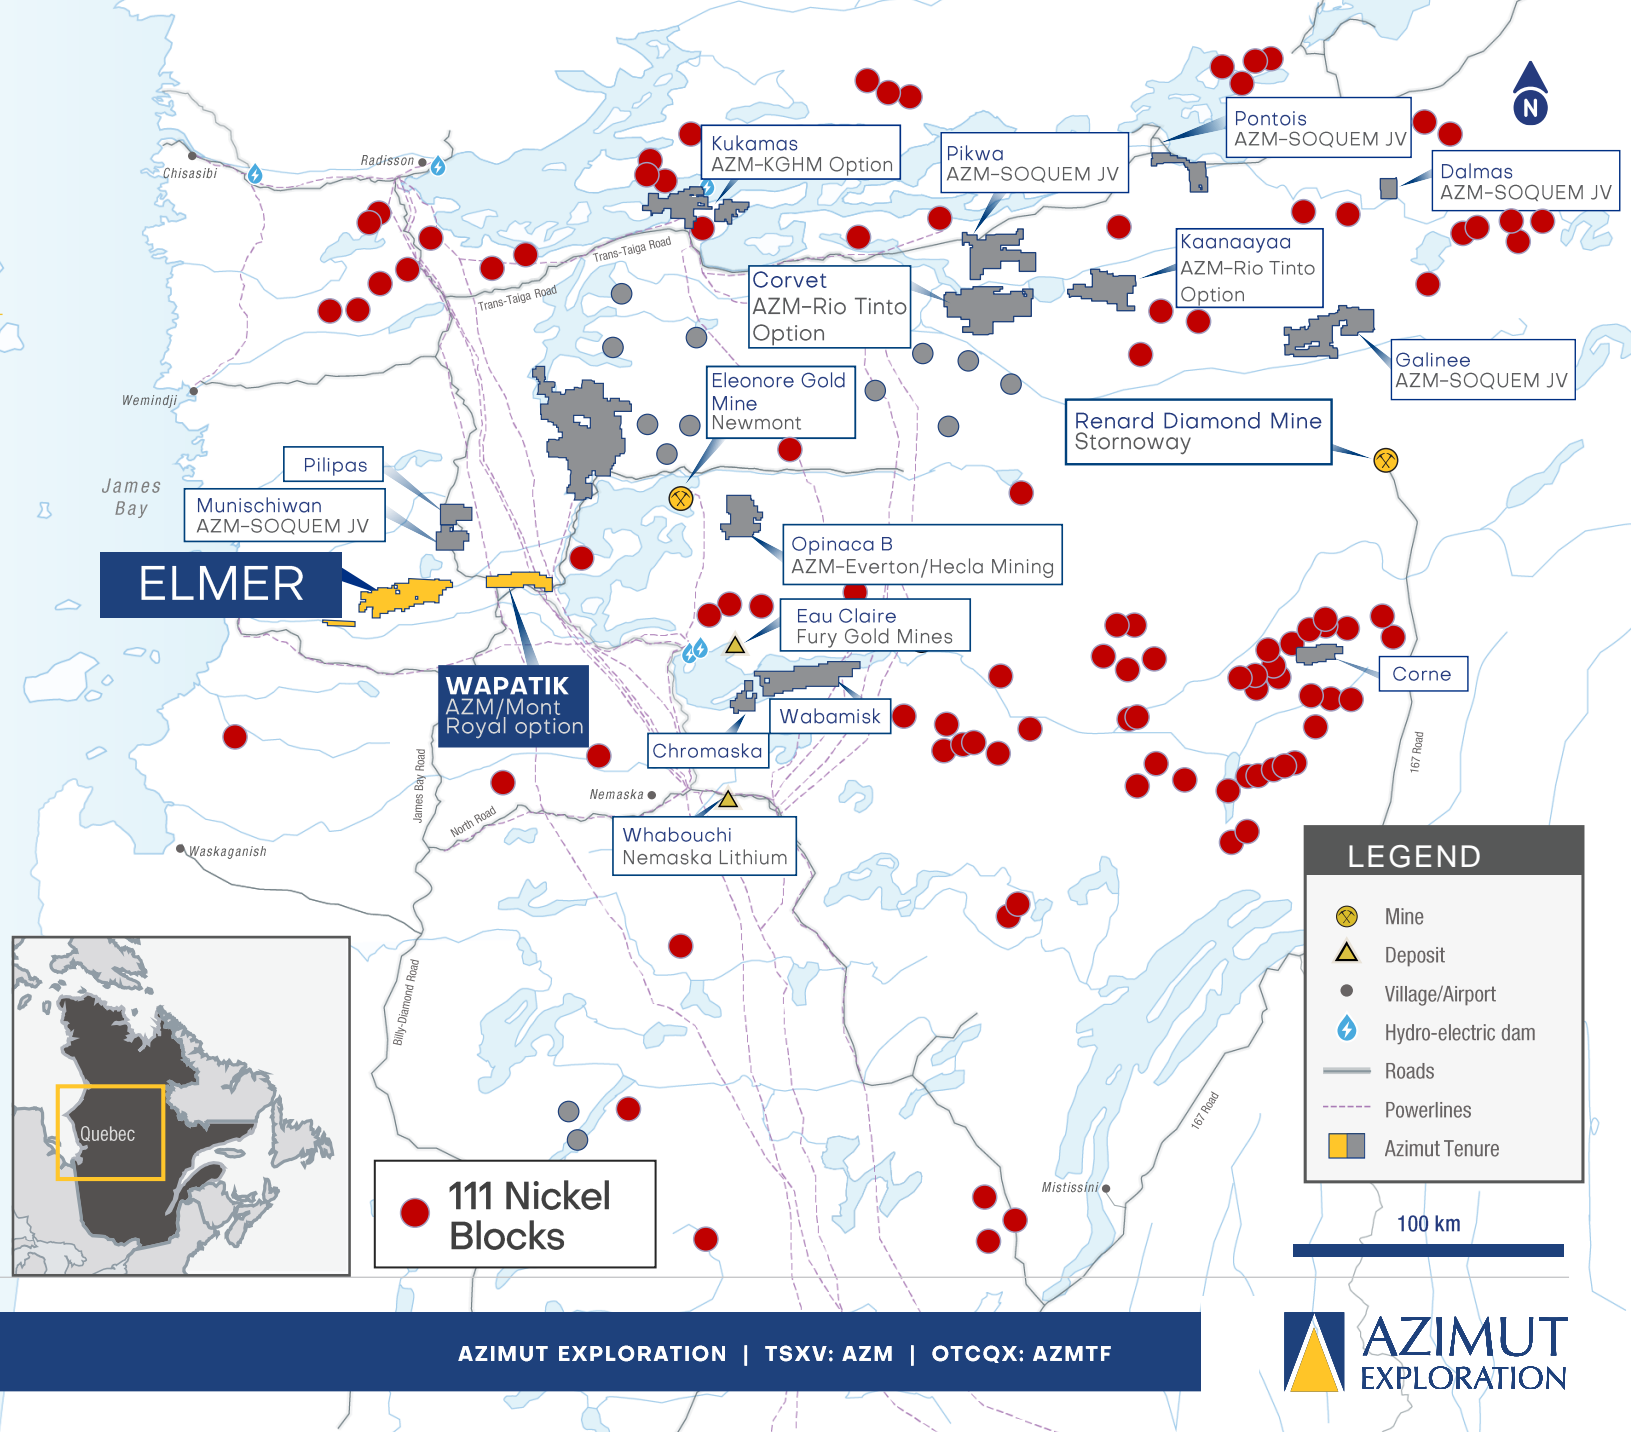 N
Pontois
AZM-SOQUEM JV
Kukamas
AZM-KGHM Option
Pikwa
AZM-SOQUEM JV
Dalmas
AZM-SOQUEM JV
Radisson
Chisasibi
Kaanaayaa
AZM-Rio Tinto
Option
Trans-Taiga Road
Trans-Taiga Road
Corvet
AZM-Rio Tinto
Option
Galinee
AZM-SOQUEM JV
Eleonore Gold
Mine
Newmont
Wemindji
Renard Diamond Mine
Stornoway
Pilipas
James
Bay
Munischiwan
AZM-SOQUEM JV
Opinaca B
AZM-Everton/Hecla Mining
ELMER
Eau Claire
Fury Gold Mines
Corne
WAPATIK
AZM/Mont
Royal option
Wabamisk
Chromaska
167 Road
James Bay Road
Nemaska
North Road
Whabouchi
Nemaska Lithium
Waskaganish
LEGEND
Mine
Deposit
Village/Airport
Hydro-electric dam
Roads
Powerlines
Azimut Tenure
Billy-Diamond Road
Quebec
167 Road
Mistissini
111 Nickel
Blocks
100 km
AZIMUT EXPLORATION | TSXV: AZM | OTCQX: AZMTF
AZIMUT
EXPLORATION